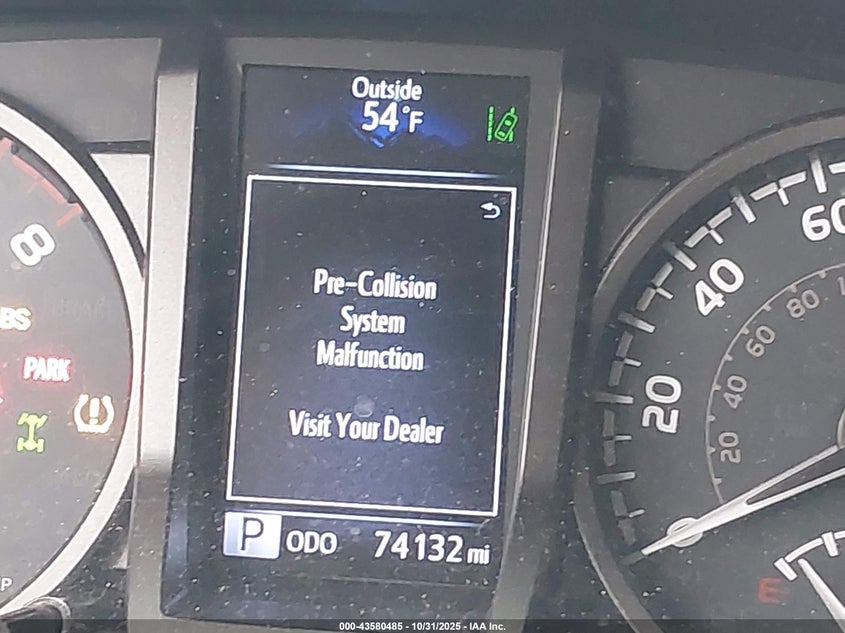 Outside
54°F
Pre-Collision
System
Malfunction
Visit Your Dealer
P ODO 74132 mi
8
BS
PARK
60
40
20
0
80
60
40
20
E
000-43580485 - 10/31/2025 - IAA Inc.